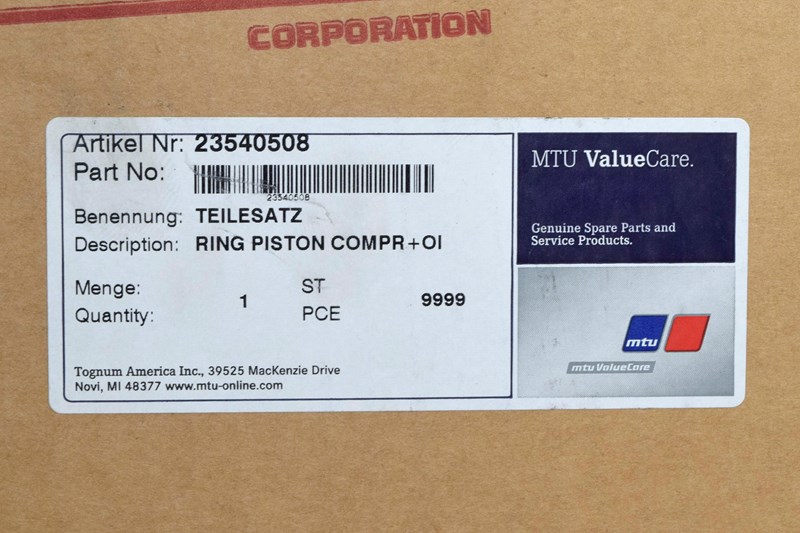 CORPORATION
Artikel Nr: 23540508
Part No:
23540508
Benennung: TEILESATZ
Description: RING PISTON COMPR+OI
Menge: 1 ST 9999
Quantity: PCE
Tognum America Inc., 39525 MacKenzie Drive
Novi, MI 48377 www.mtu-online.com
MTU ValueCare.
Genuine Spare Parts and
Service Products.
mtu
mtu ValueCare